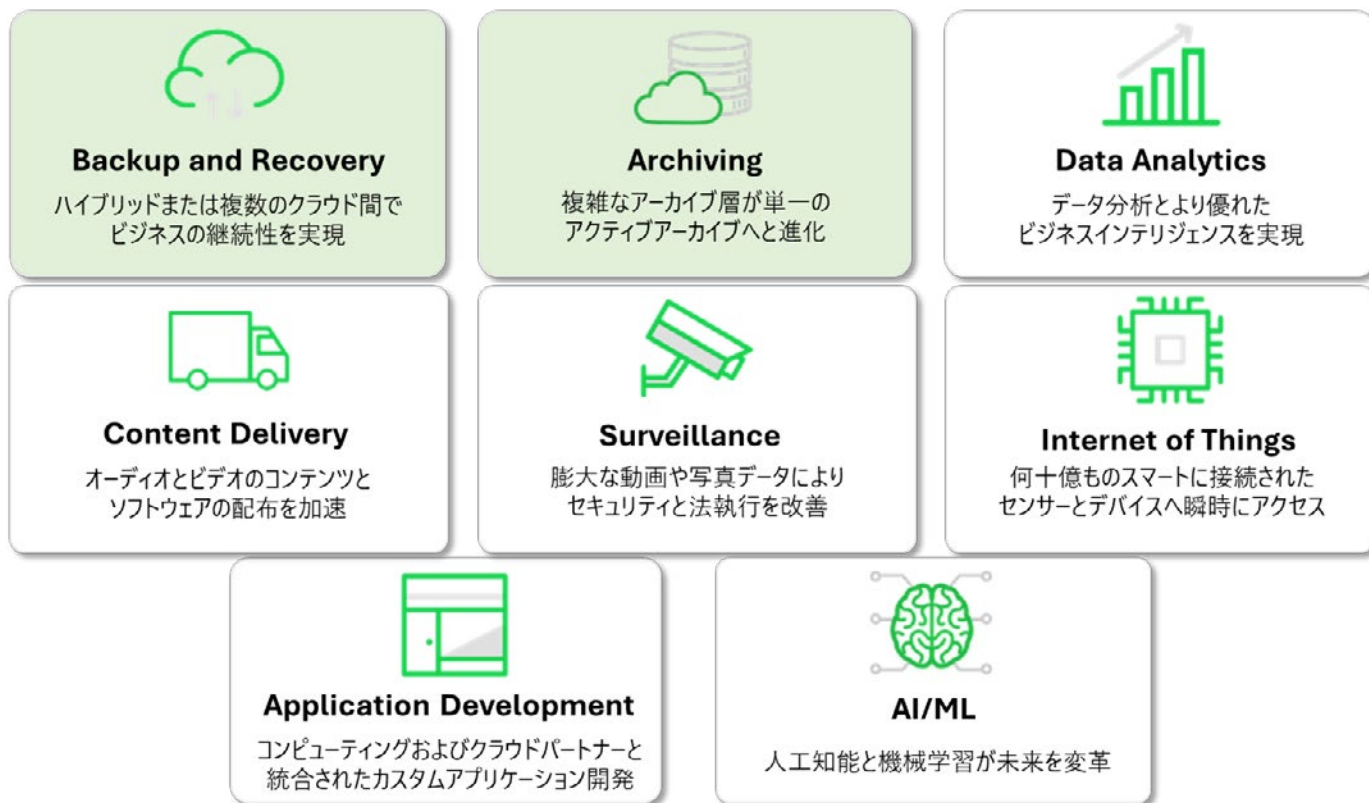 Backup and Recovery
ハイブリッドまたは複数のクラウド間で
ビジネスの継続性を実現
Archiving
複雑なアーカイブ層が単一の
アクティブアーカイブへと進化
Data Analytics
データ分析とより優れた
ビジネスインテリジェンスを実現
Content Delivery
オーディオとビデオのコンテンツと
ソフトウェアの配布を加速
Surveillance
膨大な動画や写真データにより
セキュリティと法執行を改善
Internet of Things
何十億ものスマートに接続された
センサーとデバイスへ瞬時にアクセス
Application Development
コンピューティングおよびクラウドパートナーと
統合されたカスタムアプリケーション開発
AI/ML
人工知能と機械学習が未来を変革